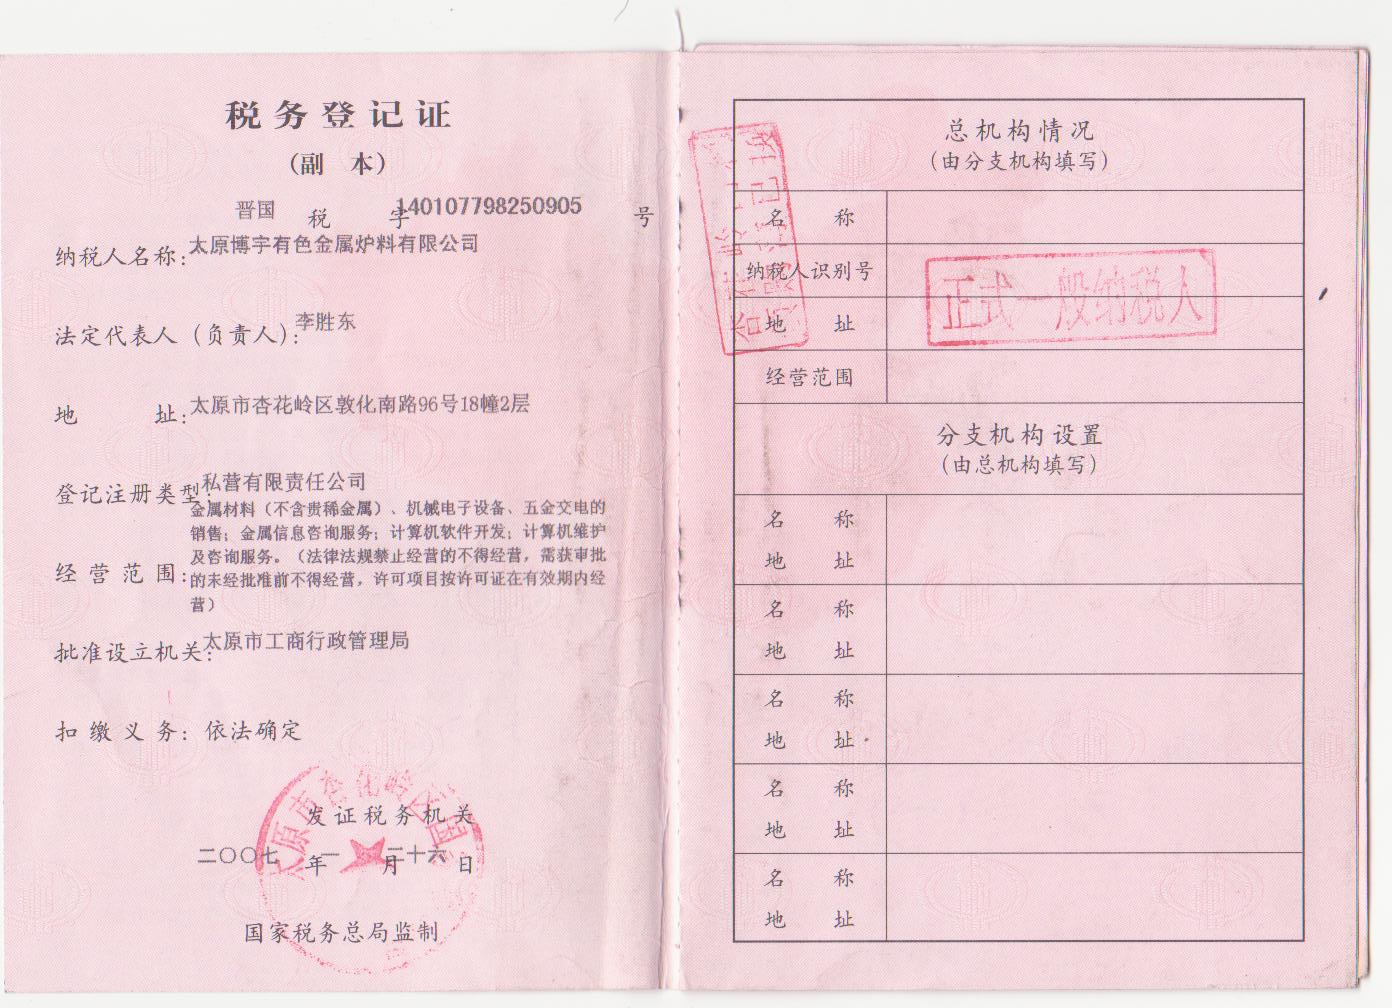 税务登记证
（副 本）
晋国 税 字 140107798250905 号
纳税人名称：太原博宇有色金属炉料有限公司
法定代表人（负责人）：李胜东
地 址：太原市杏花岭区敦化南路96号18幢2层
登记注册类型：私营有限责任公司
经营范围：金属材料（不含贵稀金属）、机械电子设备、五金交电的
销售；金属信息咨询服务；计算机软件开发；计算机维护
及咨询服务。（法律法规禁止经营的不得经营，需获审批
的未经批准前不得经营，许可项目按许可证在有效期内经
营）
批准设立机关：太原市工商行政管理局
扣缴义务：依法确定
太原市杏花岭区国
发证税务机关
二〇〇七 年 一 月 二十六 日
国家税务总局监制
总机构情况
（由分支机构填写）
名 称
纳税人识别号
正式一般纳税人
地 址
经营范围
分支机构设置
（由总机构填写）
名 称
地 址
名 称
地 址
名 称
地 址
名 称
地 址
名 称
地 址